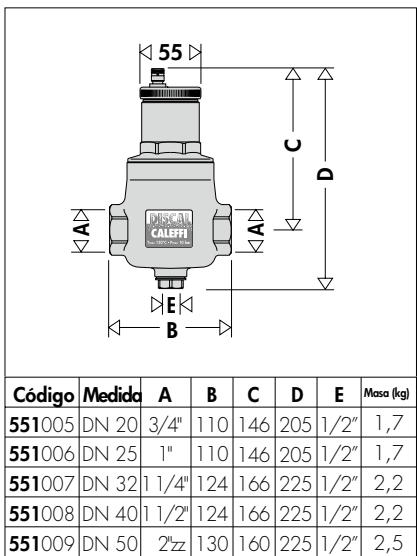 55
C
D
A
A
DISCAL
CALEFFI
E
B
Código Medida A B C D E Masa (kg)
551005 DN 20 3/4" 110 146 205 1/2" 1,7
551006 DN 25 1" 110 146 205 1/2" 1,7
551007 DN 32 1 1/4" 124 166 225 1/2" 2,2
551008 DN 40 1 1/2" 124 166 225 1/2" 2,2
551009 DN 50 2"zz 130 160 225 1/2" 2,5